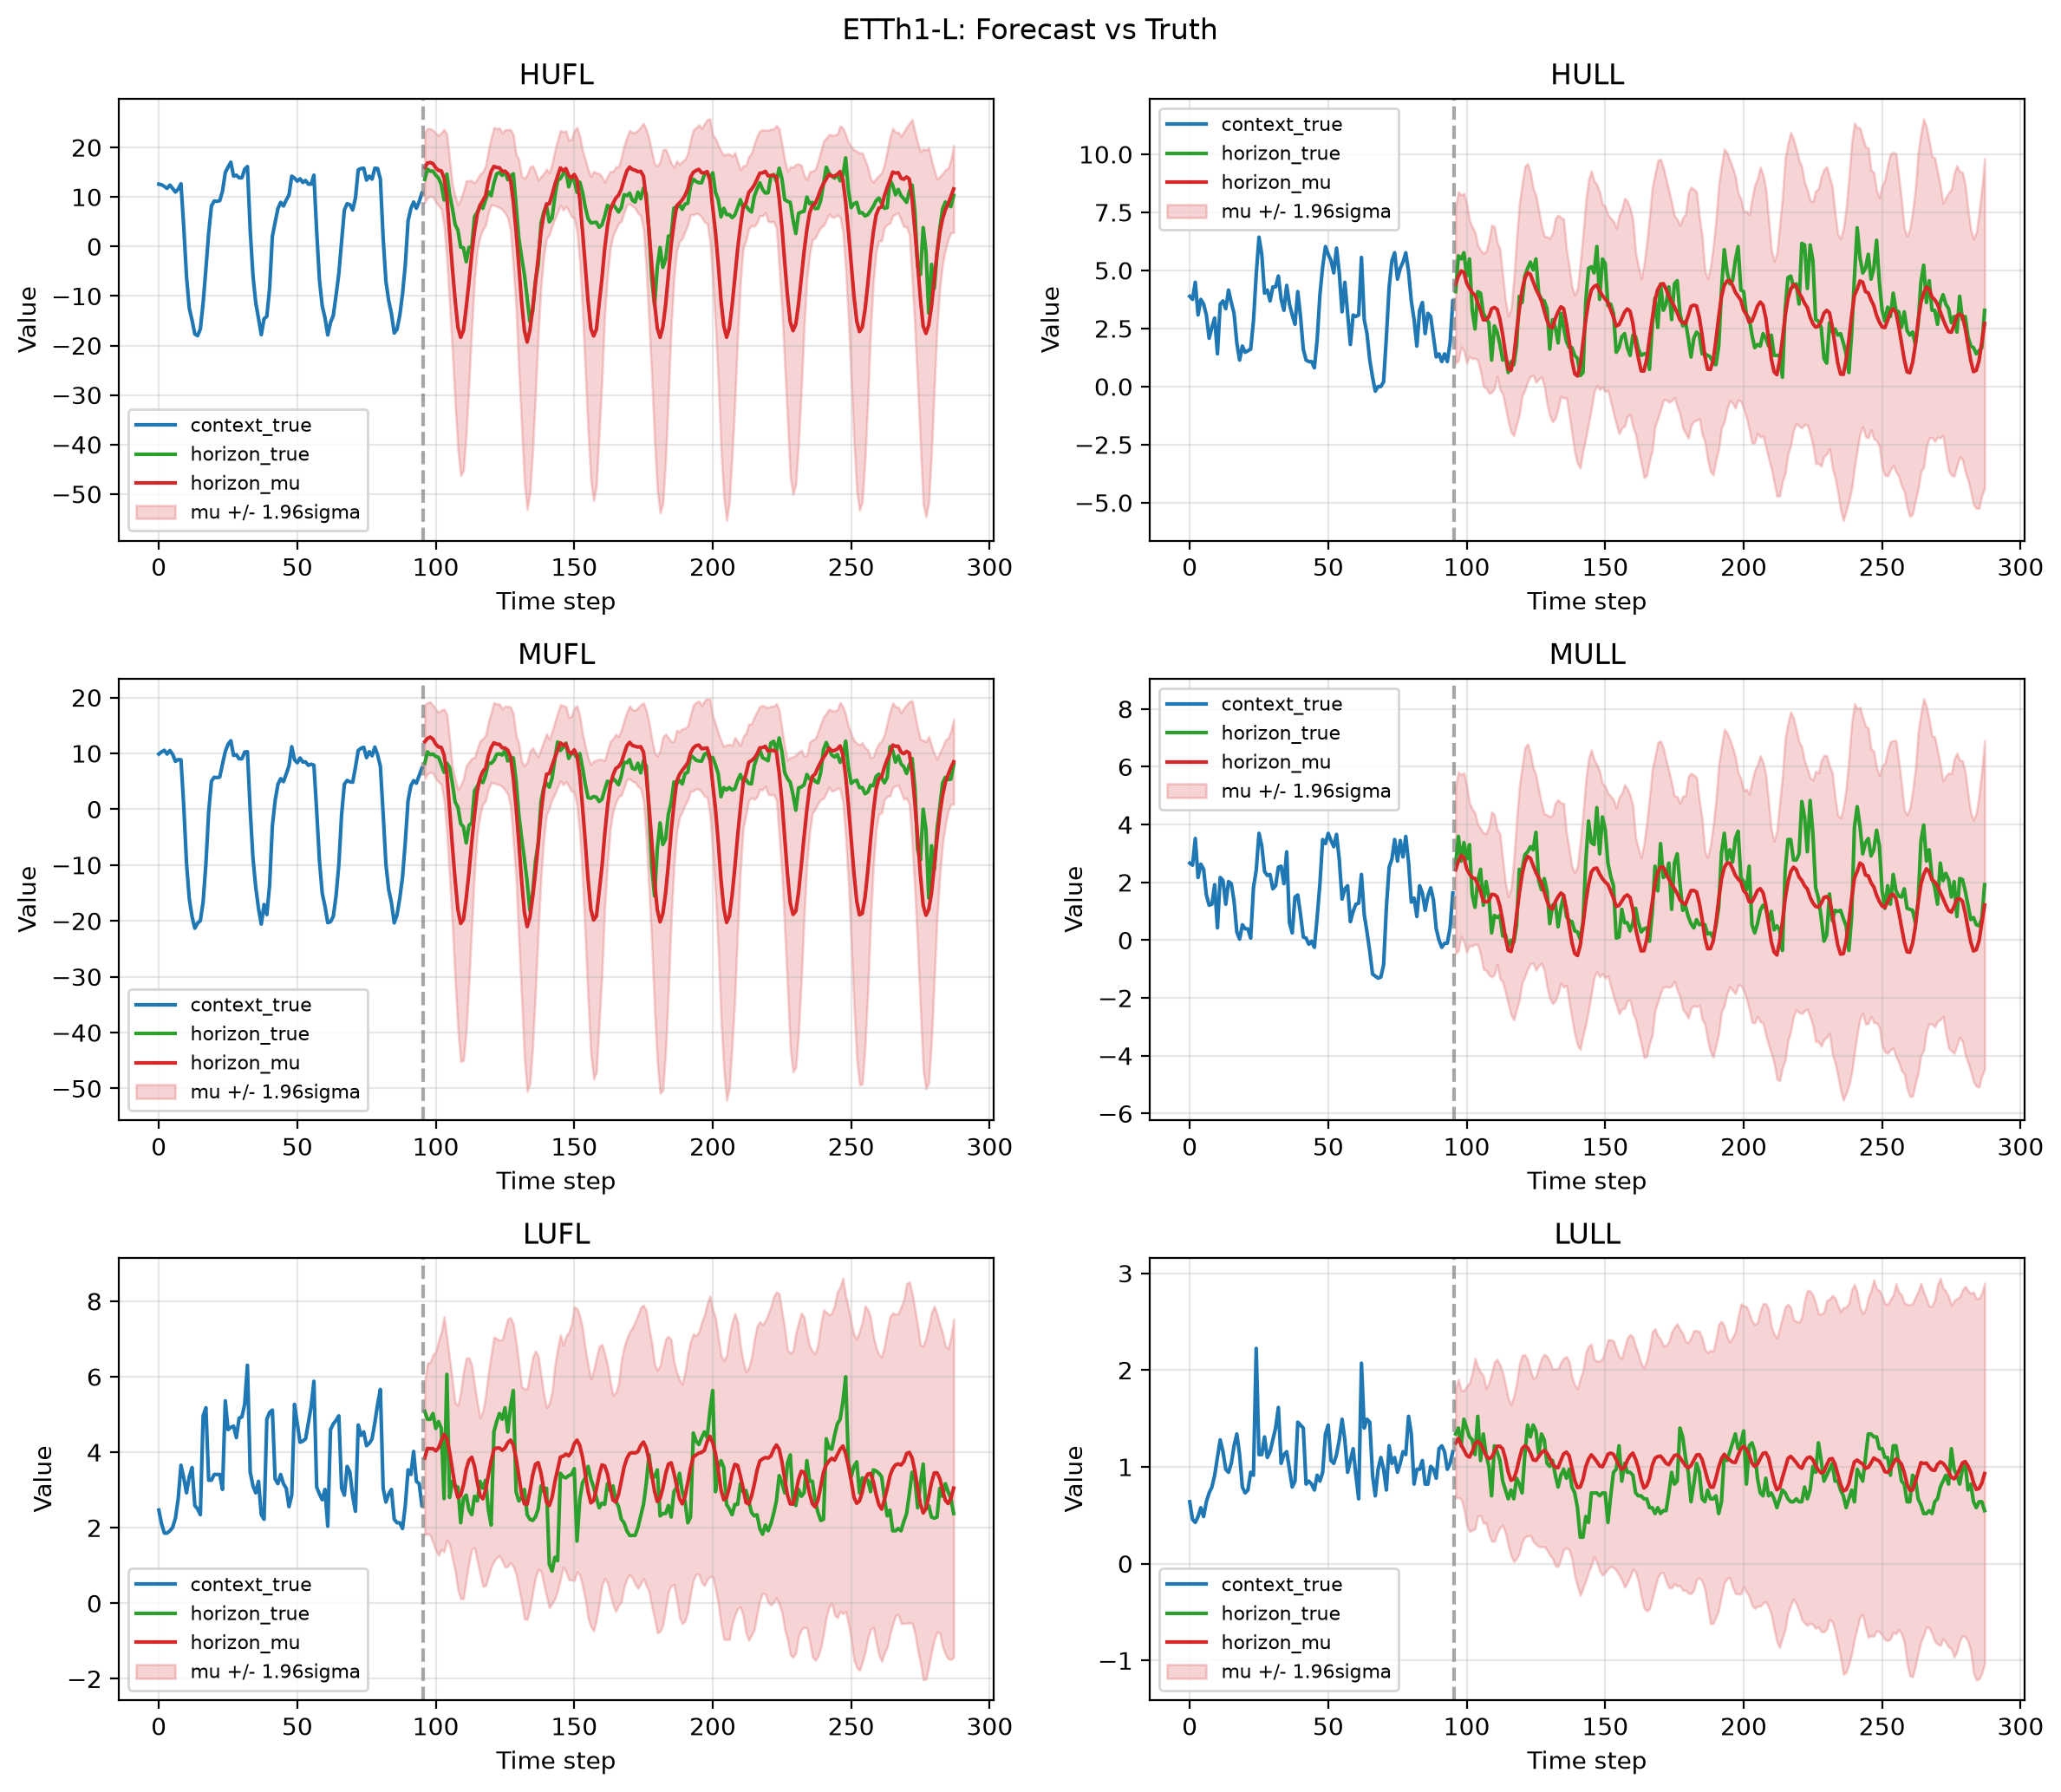 ETTh1-L: Forecast vs Truth
HUFL
Value
20
10
0
−10
−20
−30
−40
−50
context_true
horizon_true
horizon_mu
mu +/- 1.96sigma
0 50 100 150 200 250 300
Time step
HULL
Value
10.0
7.5
5.0
2.5
0.0
−2.5
−5.0
context_true
horizon_true
horizon_mu
mu +/- 1.96sigma
0 50 100 150 200 250 300
Time step
MUFL
Value
20
10
0
−10
−20
−30
−40
−50
context_true
horizon_true
horizon_mu
mu +/- 1.96sigma
0 50 100 150 200 250 300
Time step
MULL
Value
8
6
4
2
0
−2
−4
−6
context_true
horizon_true
horizon_mu
mu +/- 1.96sigma
0 50 100 150 200 250 300
Time step
LUFL
Value
8
6
4
2
0
−2
context_true
horizon_true
horizon_mu
mu +/- 1.96sigma
0 50 100 150 200 250 300
Time step
LULL
Value
3
2
1
0
−1
context_true
horizon_true
horizon_mu
mu +/- 1.96sigma
0 50 100 150 200 250 300
Time step